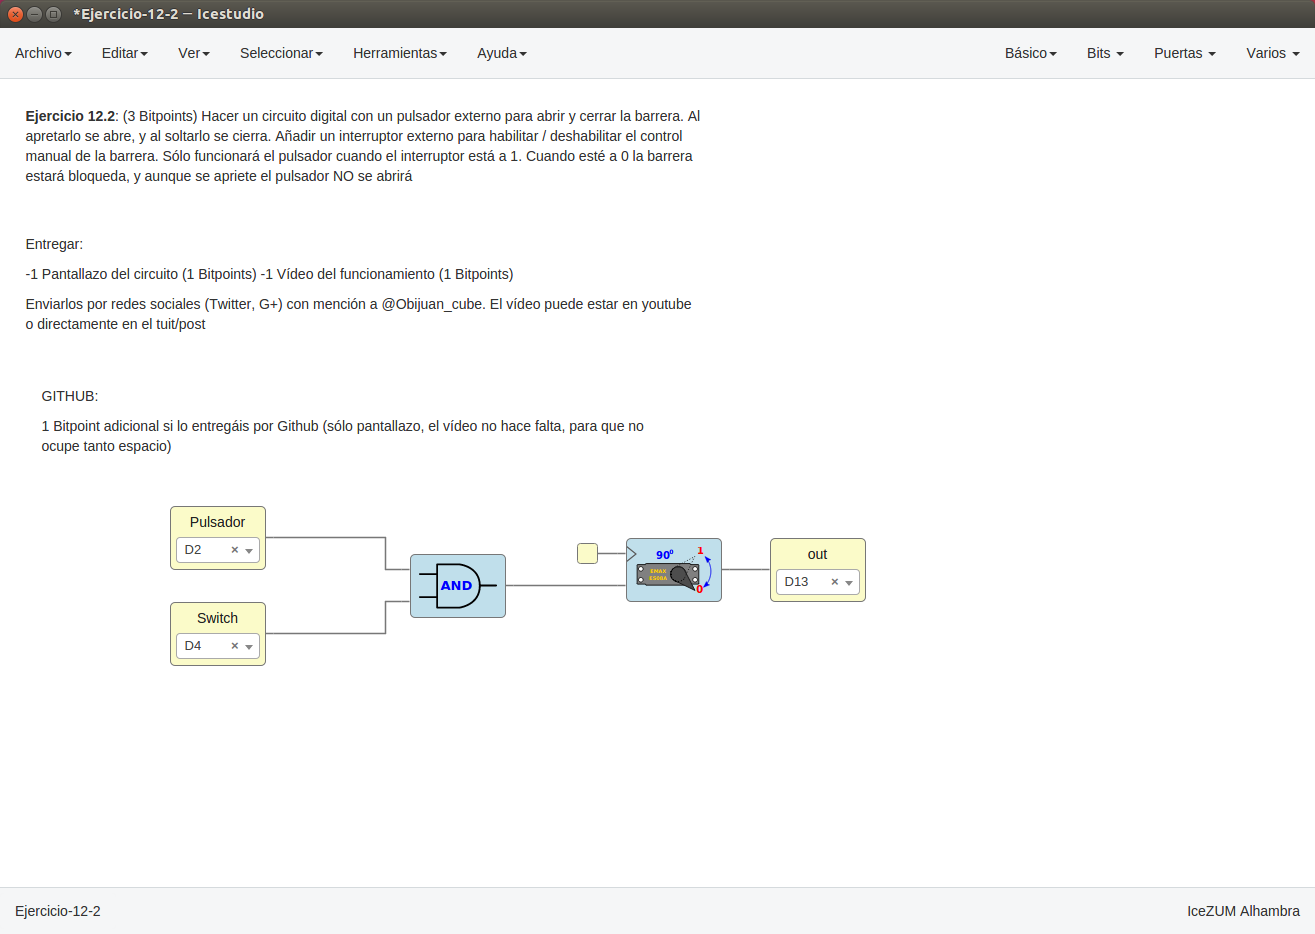 *Ejercicio-12-2 — Icestudio
Archivo Editar Ver Seleccionar Herramientas Ayuda Básico Bits Puertas Varios
Ejercicio 12.2: (3 Bitpoints) Hacer un circuito digital con un pulsador externo para abrir y cerrar la barrera. Al
apretarlo se abre, y al soltarlo se cierra. Añadir un interruptor externo para habilitar / deshabilitar el control
manual de la barrera. Sólo funcionará el pulsador cuando el interruptor está a 1. Cuando esté a 0 la barrera
estará bloqueda, y aunque se apriete el pulsador NO se abrirá
Entregar:
-1 Pantallazo del circuito (1 Bitpoints) -1 Vídeo del funcionamiento (1 Bitpoints)
Enviarlos por redes sociales (Twitter, G+) con mención a @Obijuan_cube. El vídeo puede estar en youtube
o directamente en el tuit/post
GITHUB:
1 Bitpoint adicional si lo entregáis por Github (sólo pantallazo, el vídeo no hace falta, para que no
ocupe tanto espacio)
Pulsador
D2
Switch
D4
AND
90º
1
EMAX
ES08A
0
out
D13
Ejercicio-12-2 IceZUM Alhambra